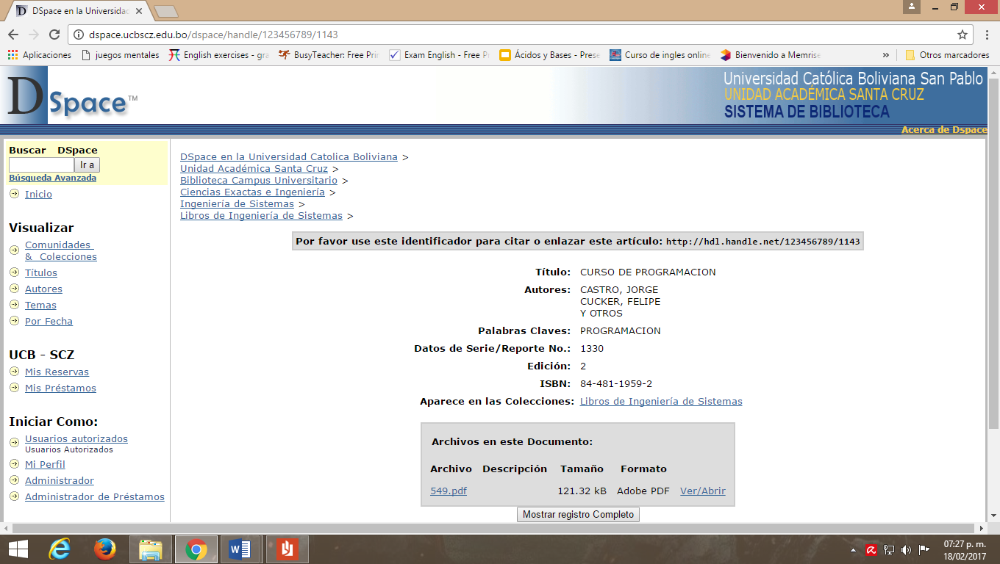 DSpace en la Universidad
dspace.ucbscz.edu.bo/dspace/handle/123456789/1143
Aplicaciones juegos mentales English exercises - gra BusyTeacher: Free Prin Exam English - Free P Ácidos y Bases - Prese Curso de ingles online Bienvenido a Memrise » Otros marcadores
DSpace™
Universidad Católica Boliviana San Pablo
UNIDAD ACADÉMICA SANTA CRUZ
SISTEMA DE BIBLIOTECA
Acerca de Dspace
Buscar DSpace
Ir a
Búsqueda Avanzada
Inicio
Visualizar
Comunidades
& Colecciones
Títulos
Autores
Temas
Por Fecha
UCB - SCZ
Mis Reservas
Mis Préstamos
Iniciar Como:
Usuarios autorizados
Usuarios Autorizados
Mi Perfil
Administrador
Administrador de Préstamos
DSpace en la Universidad Catolica Boliviana >
Unidad Académica Santa Cruz >
Biblioteca Campus Universitario >
Ciencias Exactas e Ingeniería >
Ingeniería de Sistemas >
Libros de Ingeniería de Sistemas >
Por favor use este identificador para citar o enlazar este artículo: http://hdl.handle.net/123456789/1143
Título: CURSO DE PROGRAMACION
Autores: CASTRO, JORGE
CUCKER, FELIPE
Y OTROS
Palabras Claves: PROGRAMACION
Datos de Serie/Reporte No.: 1330
Edición: 2
ISBN: 84-481-1959-2
Aparece en las Colecciones: Libros de Ingeniería de Sistemas
Archivos en este Documento:
Archivo Descripción Tamaño Formato
549.pdf 121.32 kB Adobe PDF Ver/Abrir
Mostrar registro Completo
07:27 p. m.
18/02/2017